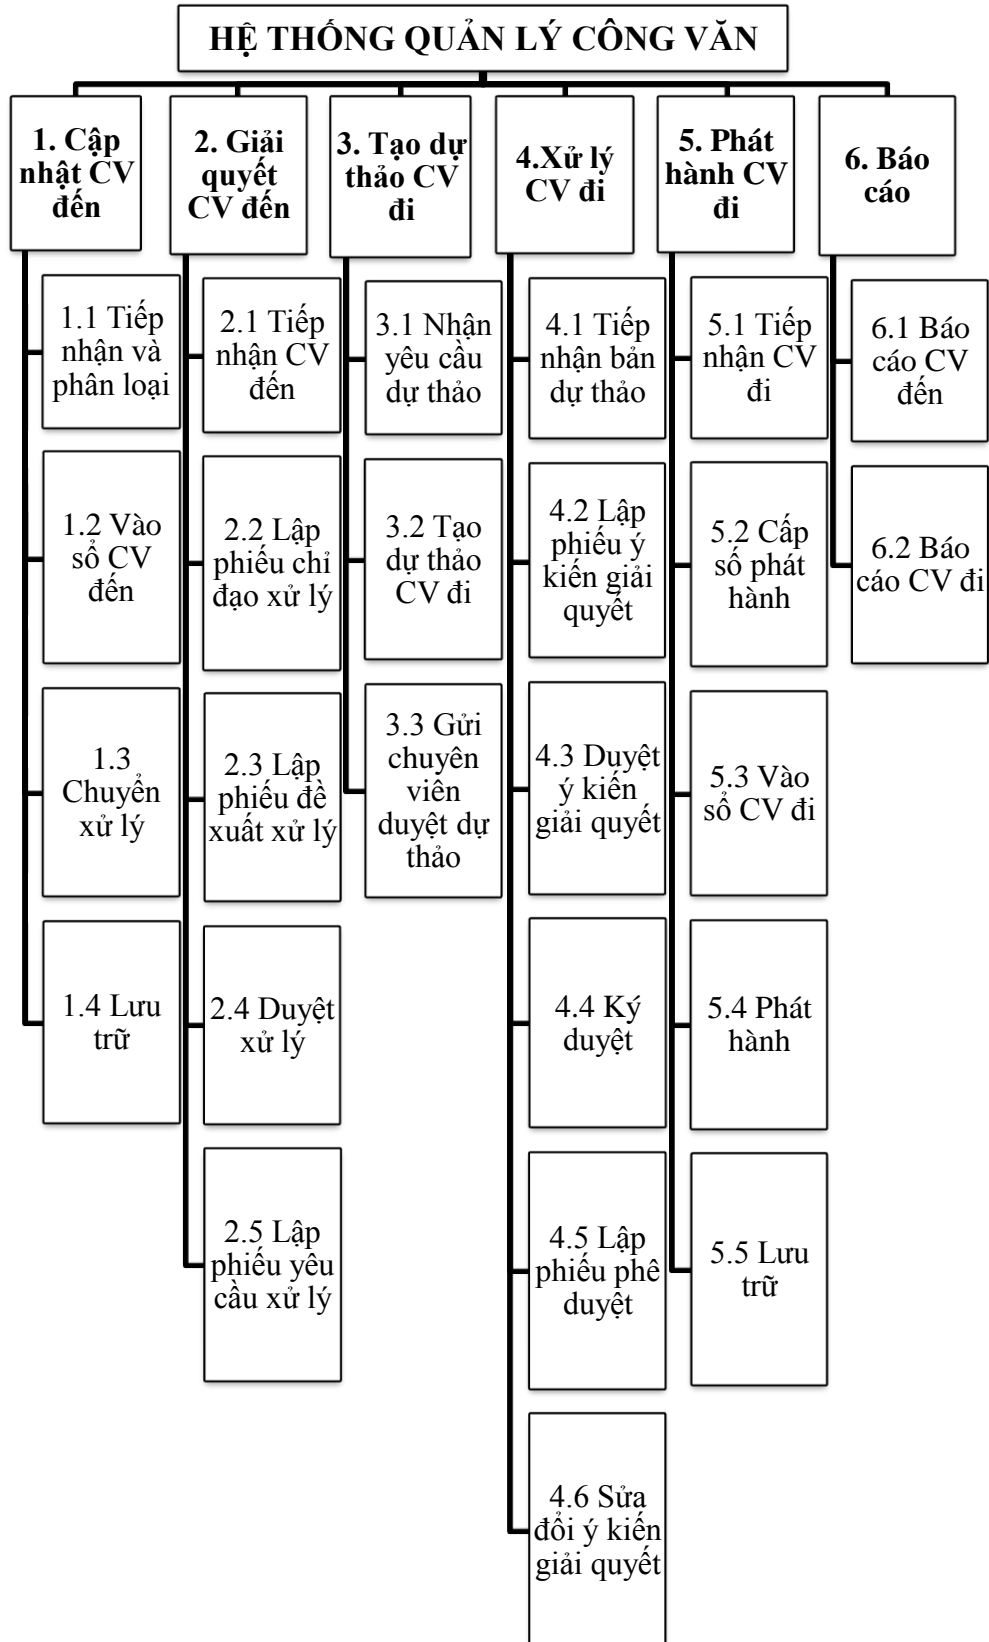 HỆ THỐNG QUẢN LÝ CÔNG VĂN
1. Cập
nhật CV
đến
1.1 Tiếp
nhận và
phân loại
1.2 Vào
sổ CV
đến
1.3
Chuyển
xử lý
1.4 Lưu
trữ
2. Giải
quyết
CV đến
2.1 Tiếp
nhận CV
đến
2.2 Lập
phiếu chỉ
đạo xử lý
2.3 Lập
phiếu đề
xuất xử lý
2.4 Duyệt
xử lý
2.5 Lập
phiếu yêu
cầu xử lý
3. Tạo dự
thảo CV
đi
3.1 Nhận
yêu cầu
dự thảo
3.2 Tạo
dự thảo
CV đi
3.3 Gửi
chuyên
viên
duyệt dự
thảo
4.Xử lý
CV đi
4.1 Tiếp
nhận bản
dự thảo
4.2 Lập
phiếu ý
kiến giải
quyết
4.3 Duyệt
ý kiến
giải quyết
4.4 Ký
duyệt
4.5 Lập
phiếu phê
duyệt
4.6 Sửa
đổi ý kiến
giải quyết
5. Phát
hành CV
đi
5.1 Tiếp
nhận CV
đi
5.2 Cấp
số phát
hành
5.3 Vào
sổ CV đi
5.4 Phát
hành
5.5 Lưu
trữ
6. Báo
cáo
6.1 Báo
cáo CV
đến
6.2 Báo
cáo CV đi